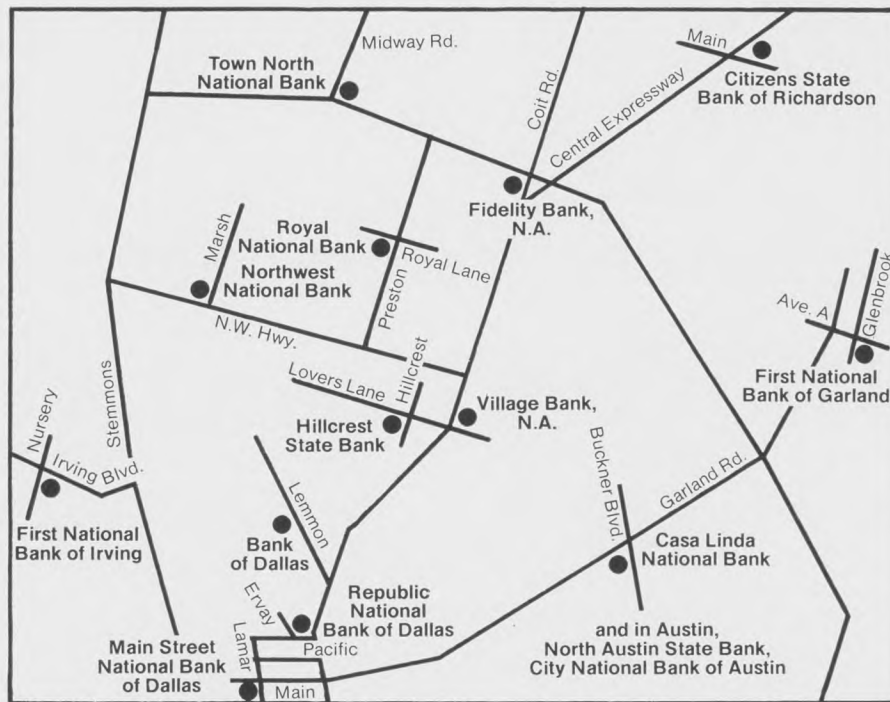 Midway Rd.
Main
Town North
National Bank
Citizens State
Bank of Richardson
Coit Rd.
Central Expressway
Fidelity Bank,
N.A.
Marsh
Royal
National Bank
Royal Lane
Northwest
National Bank
Preston
N.W. Hwy.
Ave. A
Glenbrook
First National
Bank of Garland
Stemmons
Lovers Lane
Hillcrest
Hillcrest
State Bank
Village Bank,
N.A.
Nursery
Irving Blvd.
First National
Bank of Irving
Lemmon
Bank
of Dallas
Buckner Blvd.
Garland Rd.
Casa Linda
National Bank
Ervay
Republic
National
Bank of Dallas
Pacific
Lamar
Main Street
National Bank
of Dallas
Main
and in Austin,
North Austin State Bank,
City National Bank of Austin